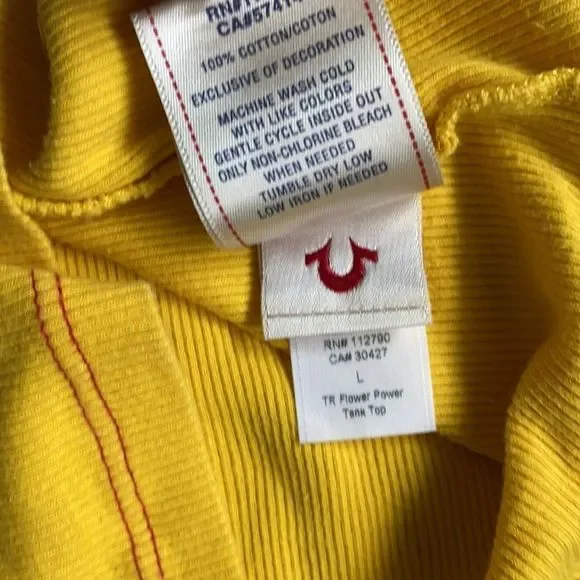 RN#1
CA#5741
100% COTTON/COTON
EXCLUSIVE OF DECORATION
MACHINE WASH COLD
WITH LIKE COLORS
GENTLE CYCLE INSIDE OUT
ONLY NON-CHLORINE BLEACH
WHEN NEEDED
TUMBLE DRY LOW
LOW IRON IF NEEDED
RN# 112790
CA# 30427
L
TR Flower Power
Tank Top